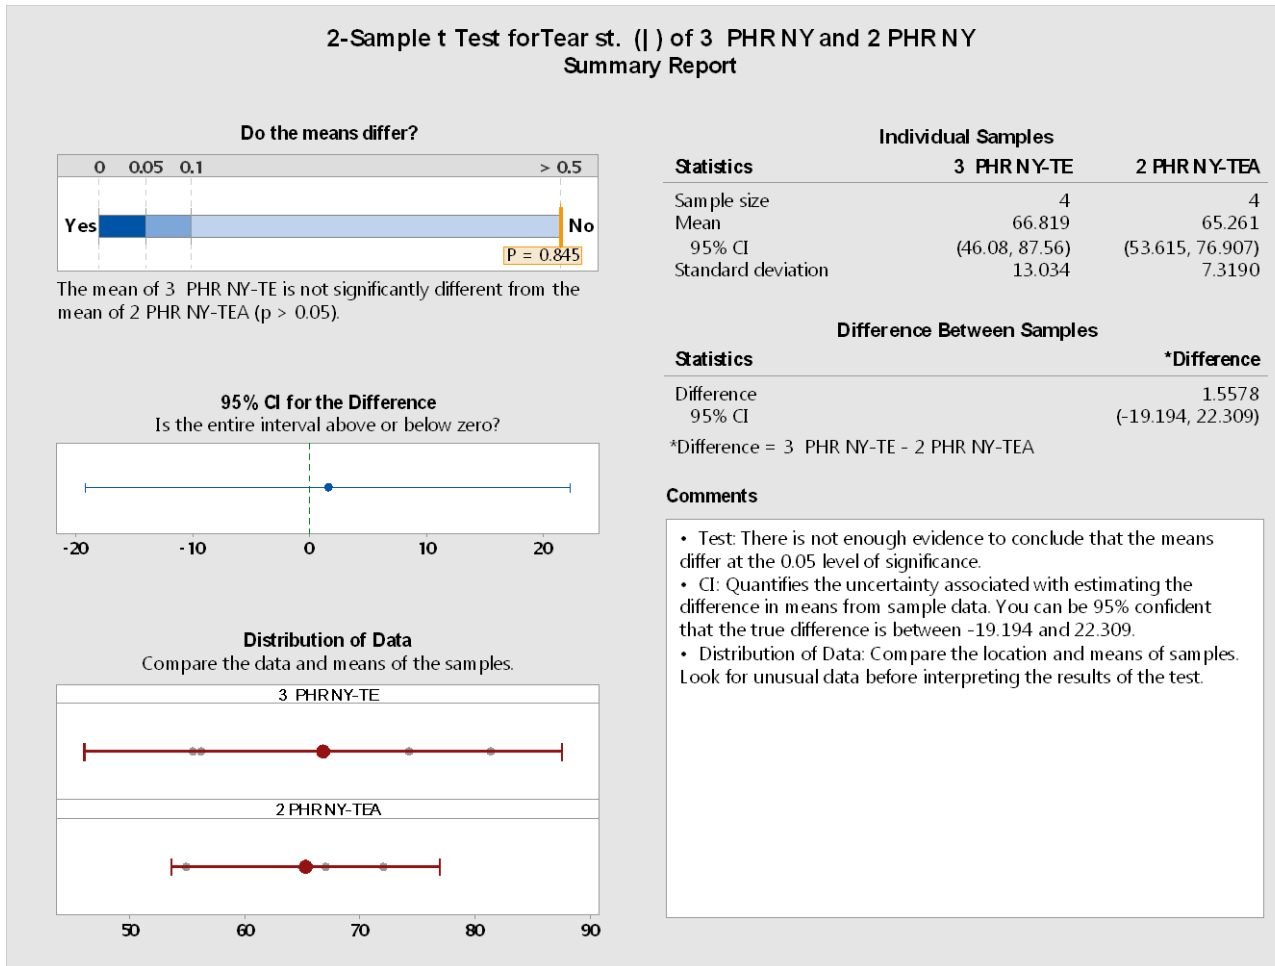 2-Sample t Test forTear st. (| ) of 3 PHR NY and 2 PHR NY
Summary Report
Do the means differ?
0 0.05 0.1 > 0.5
Yes No
P = 0.845
The mean of 3 PHR NY-TE is not significantly different from the
mean of 2 PHR NY-TEA (p > 0.05).
95% CI for the Difference
Is the entire interval above or below zero?
-20 -10 0 10 20
Distribution of Data
Compare the data and means of the samples.
3 PHR NY-TE
2 PHR NY-TEA
50 60 70 80 90
Individual Samples
Statistics 3 PHR NY-TE 2 PHR NY-TEA
Sample size 4 4
Mean 66.819 65.261
95% CI (46.08, 87.56) (53.615, 76.907)
Standard deviation 13.034 7.3190
Difference Between Samples
Statistics *Difference
Difference 1.5578
95% CI (-19.194, 22.309)
*Difference = 3 PHR NY-TE - 2 PHR NY-TEA
Comments
• Test: There is not enough evidence to conclude that the means
differ at the 0.05 level of significance.
• CI: Quantifies the uncertainty associated with estimating the
difference in means from sample data. You can be 95% confident
that the true difference is between -19.194 and 22.309.
• Distribution of Data: Compare the location and means of samples.
Look for unusual data before interpreting the results of the test.